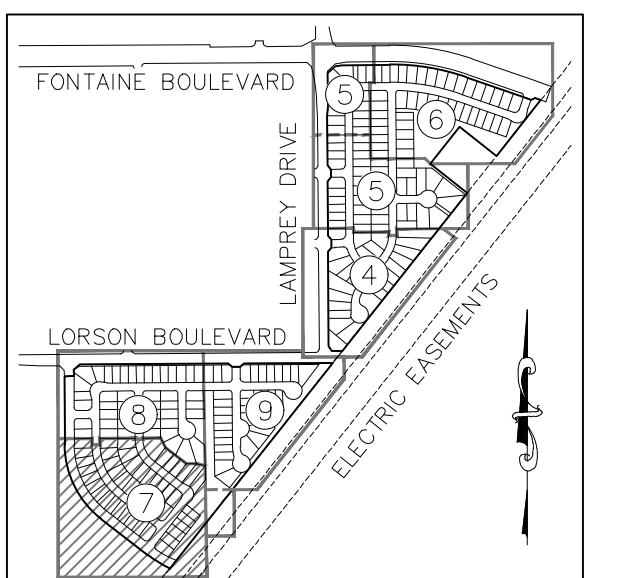 FONTAINE BOULEVARD
5
6
LAMPREY DRIVE
5
4
LORSON BOULEVARD
ELECTRIC EASEMENTS
8
9
7